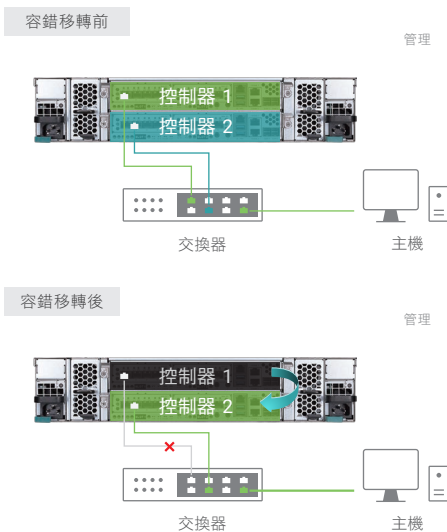 容錯移轉前
管理
控制器 1
控制器 2
交換器
主機
容錯移轉後
管理
控制器 1
控制器 2
交換器
主機